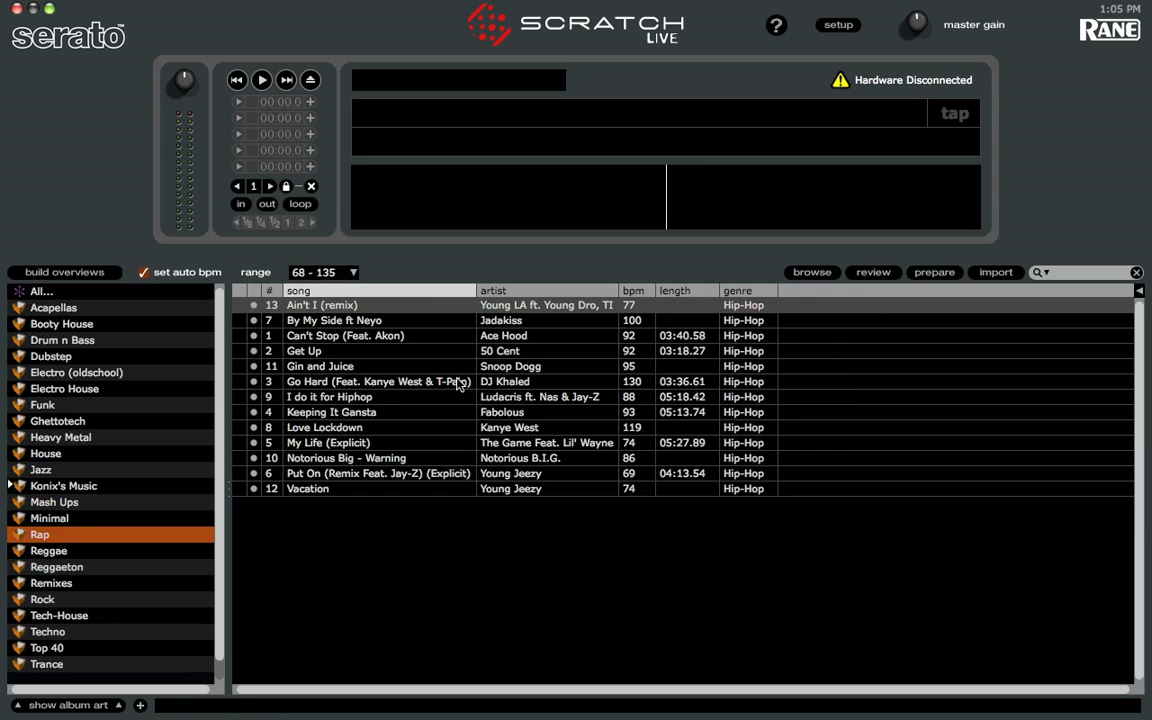 1:05 PM
serato
SCRATCH
LIVE
?
setup
master gain
RANE
Hardware Disconnected
00:00.0 +
00:00.0 +
00:00.0 +
00:00.0 +
00:00.0 +
tap
1
in out loop
1/8 1/4 1/2 1 2
build overviews
set auto bpm
range
68 - 135
browse
review
prepare
import
# song artist bpm length genre
13 Ain't I (remix) Young LA ft. Young Dro, TI 77 Hip-Hop
7 By My Side ft Neyo Jadakiss 100 Hip-Hop
1 Can't Stop (Feat. Akon) Ace Hood 92 03:40.58 Hip-Hop
2 Get Up 50 Cent 92 03:18.27 Hip-Hop
11 Gin and Juice Snoop Dogg 95 Hip-Hop
3 Go Hard (Feat. Kanye West & T-Pain) DJ Khaled 130 03:36.61 Hip-Hop
9 I do it for Hiphop Ludacris ft. Nas & Jay-Z 88 05:18.42 Hip-Hop
4 Keeping It Gansta Fabolous 93 05:13.74 Hip-Hop
8 Love Lockdown Kanye West 119 Hip-Hop
5 My Life (Explicit) The Game Feat. Lil' Wayne 74 05:27.89 Hip-Hop
10 Notorious Big - Warning Notorious B.I.G. 86 Hip-Hop
6 Put On (Remix Feat. Jay-Z) (Explicit) Young Jeezy 69 04:13.54 Hip-Hop
12 Vacation Young Jeezy 74 Hip-Hop
All...
Acapellas
Booty House
Drum n Bass
Dubstep
Electro (oldschool)
Electro House
Funk
Ghettotech
Heavy Metal
House
Jazz
Konix's Music
Mash Ups
Minimal
Rap
Reggae
Reggaeton
Remixes
Rock
Tech-House
Techno
Top 40
Trance
show album art